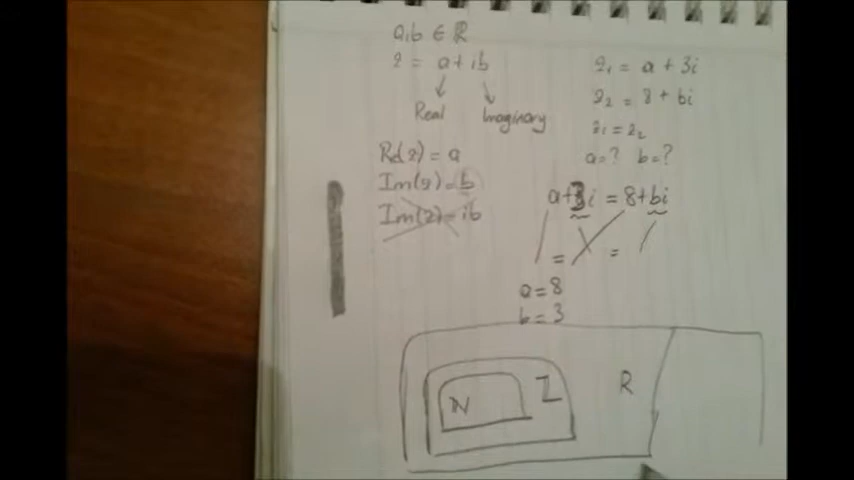 a,b ∈ ℝ
z = a + ib
Real
Imaginary
Re(z) = a
Im(z) = b
Im(z) = ib
z₁ = a + 3i
z₂ = 8 + bi
z₁ = z₂
a = ? b = ?
a+3i = 8+bi
= =
a = 8
b = 3
N Z R